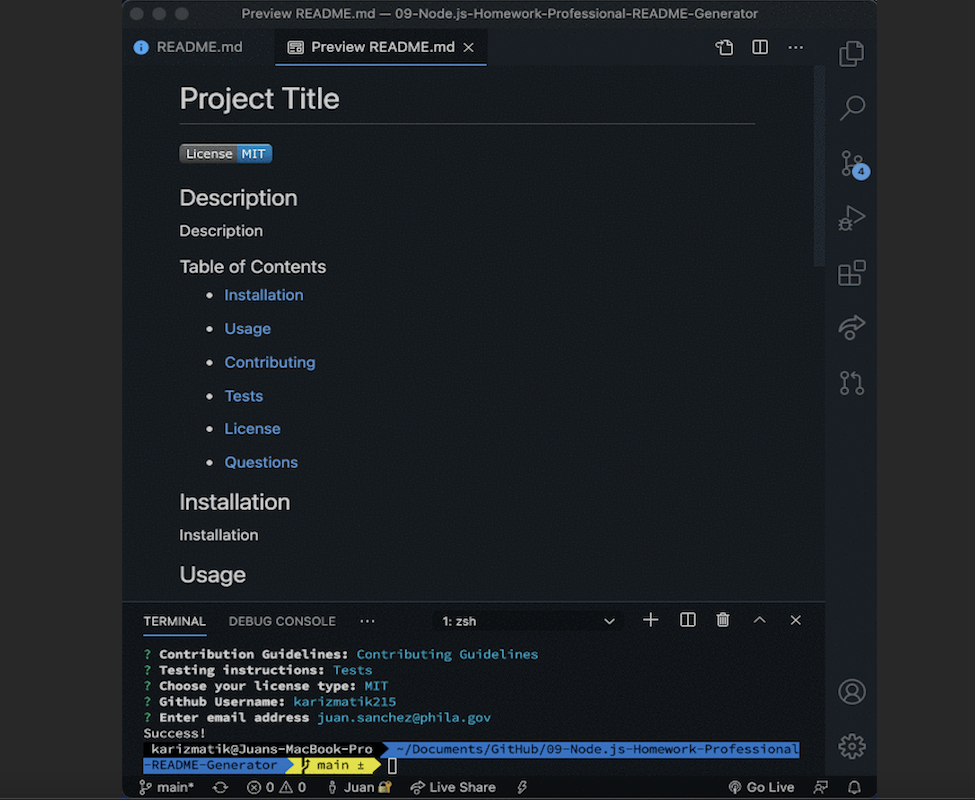 Preview README.md — 09-Node.js-Homework-Professional-README-Generator
README.md
Preview README.md
Project Title
License MIT
Description
Description
Table of Contents
Installation
Usage
Contributing
Tests
License
Questions
Installation
Installation
Usage
4
TERMINAL DEBUG CONSOLE ··· 1: zsh
? Contribution Guidelines: Contributing Guidelines
? Testing instructions: Tests
? Choose your license type: MIT
? Github Username: karizmatik215
? Enter email address juan.sanchez@phila.gov
Success!
karizmatik@Juans-MacBook-Pro ~/Documents/GitHub/09-Node.js-Homework-Professional
-README-Generator main ±
main* 0 0 Juan Live Share Go Live